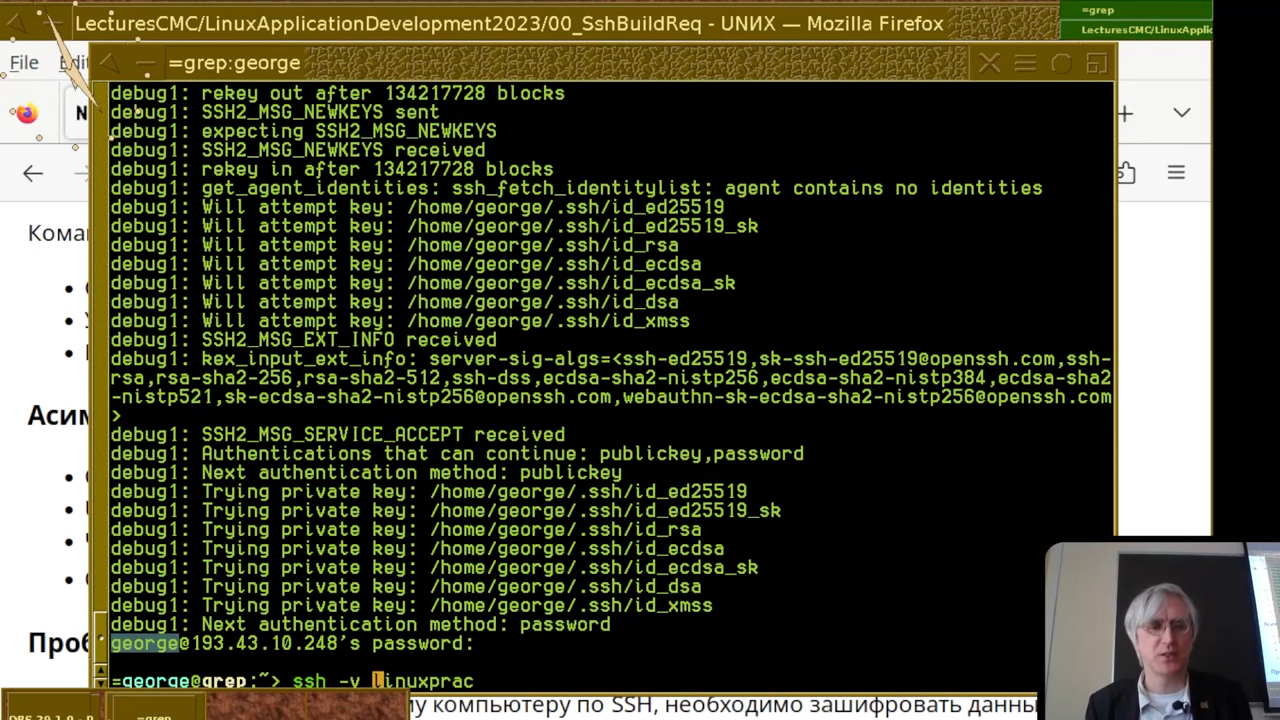 LecturesCMC/LinuxApplicationDevelopment2023/00_SshBuildReq - UNИX — Mozilla Firefox
=grep
LecturesCMC/LinuxApplic
File Edit
=grep:george
debug1: rekey out after 134217728 blocks
debug1: SSH2_MSG_NEWKEYS sent
debug1: expecting SSH2_MSG_NEWKEYS
debug1: SSH2_MSG_NEWKEYS received
debug1: rekey in after 134217728 blocks
debug1: get_agent_identities: ssh_fetch_identitylist: agent contains no identities
debug1: Will attempt key: /home/george/.ssh/id_ed25519
debug1: Will attempt key: /home/george/.ssh/id_ed25519_sk
debug1: Will attempt key: /home/george/.ssh/id_rsa
debug1: Will attempt key: /home/george/.ssh/id_ecdsa
debug1: Will attempt key: /home/george/.ssh/id_ecdsa_sk
debug1: Will attempt key: /home/george/.ssh/id_dsa
debug1: Will attempt key: /home/george/.ssh/id_xmss
debug1: SSH2_MSG_EXT_INFO received
debug1: kex_input_ext_info: server-sig-algs=<ssh-ed25519,sk-ssh-ed25519@openssh.com,ssh-
rsa,rsa-sha2-256,rsa-sha2-512,ssh-dss,ecdsa-sha2-nistp256,ecdsa-sha2-nistp384,ecdsa-sha2
-nistp521,sk-ecdsa-sha2-nistp256@openssh.com,webauthn-sk-ecdsa-sha2-nistp256@openssh.com
>
debug1: SSH2_MSG_SERVICE_ACCEPT received
debug1: Authentications that can continue: publickey,password
debug1: Next authentication method: publickey
debug1: Trying private key: /home/george/.ssh/id_ed25519
debug1: Trying private key: /home/george/.ssh/id_ed25519_sk
debug1: Trying private key: /home/george/.ssh/id_rsa
debug1: Trying private key: /home/george/.ssh/id_ecdsa
debug1: Trying private key: /home/george/.ssh/id_ecdsa_sk
debug1: Trying private key: /home/george/.ssh/id_dsa
debug1: Trying private key: /home/george/.ssh/id_xmss
debug1: Next authentication method: password
george@193.43.10.248's password:
=george@grep:~> ssh -v linuxprac
Кома
Асим
Проб
му компьютеру по SSH, необходимо зашифровать данны
=grep